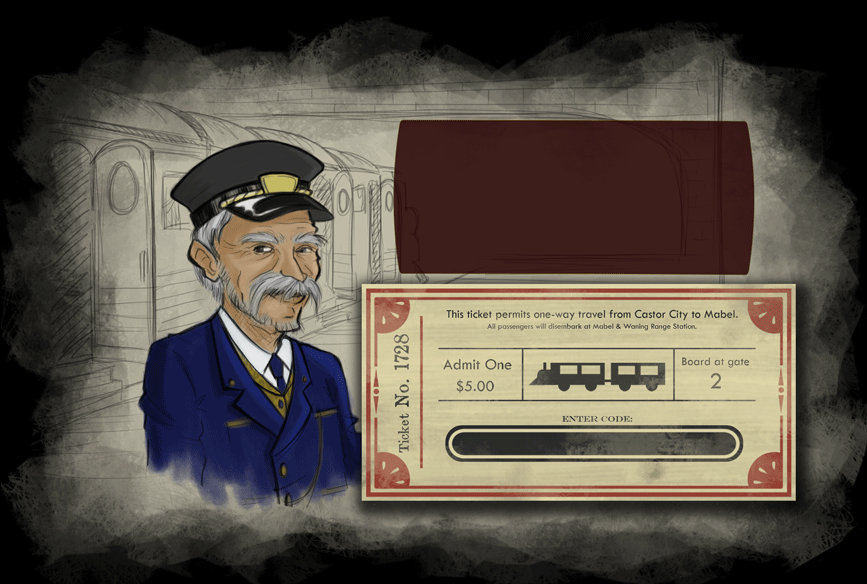 This ticket permits one-way travel from Castor City to Mabel.
All passengers will disembark at Mabel & Waning Range Station.
Ticket No. 1728
Admit One
$5.00
Board at gate
2
ENTER CODE: